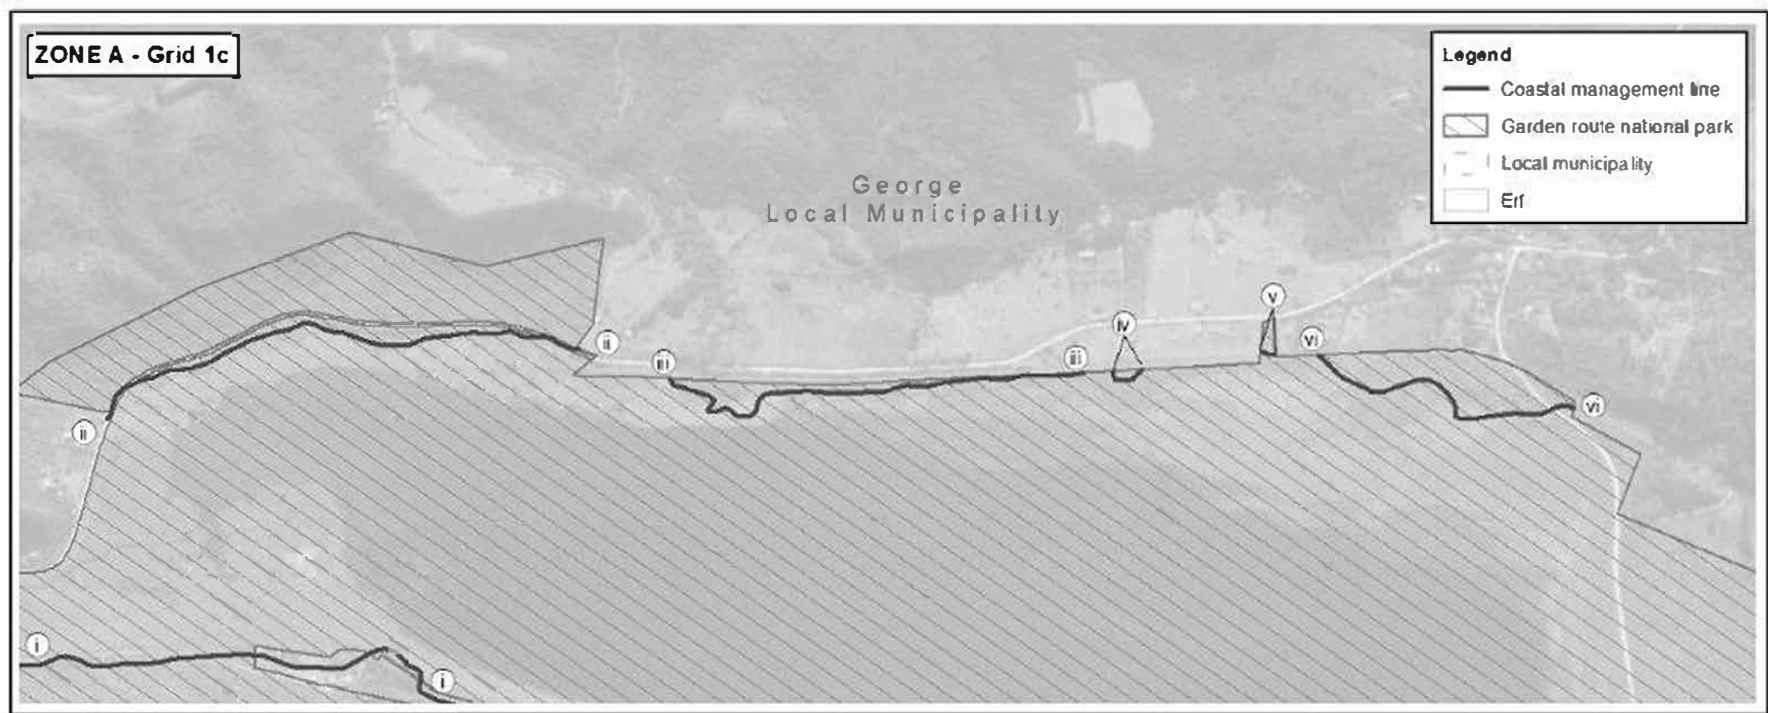 ZONE A - Grid 1c
Legend
Coastal management line
Garden route national park
Local municipality
Erf
George
Local Municipality
v
iv
ii
iii
iii
vi
vi
ii
i
i